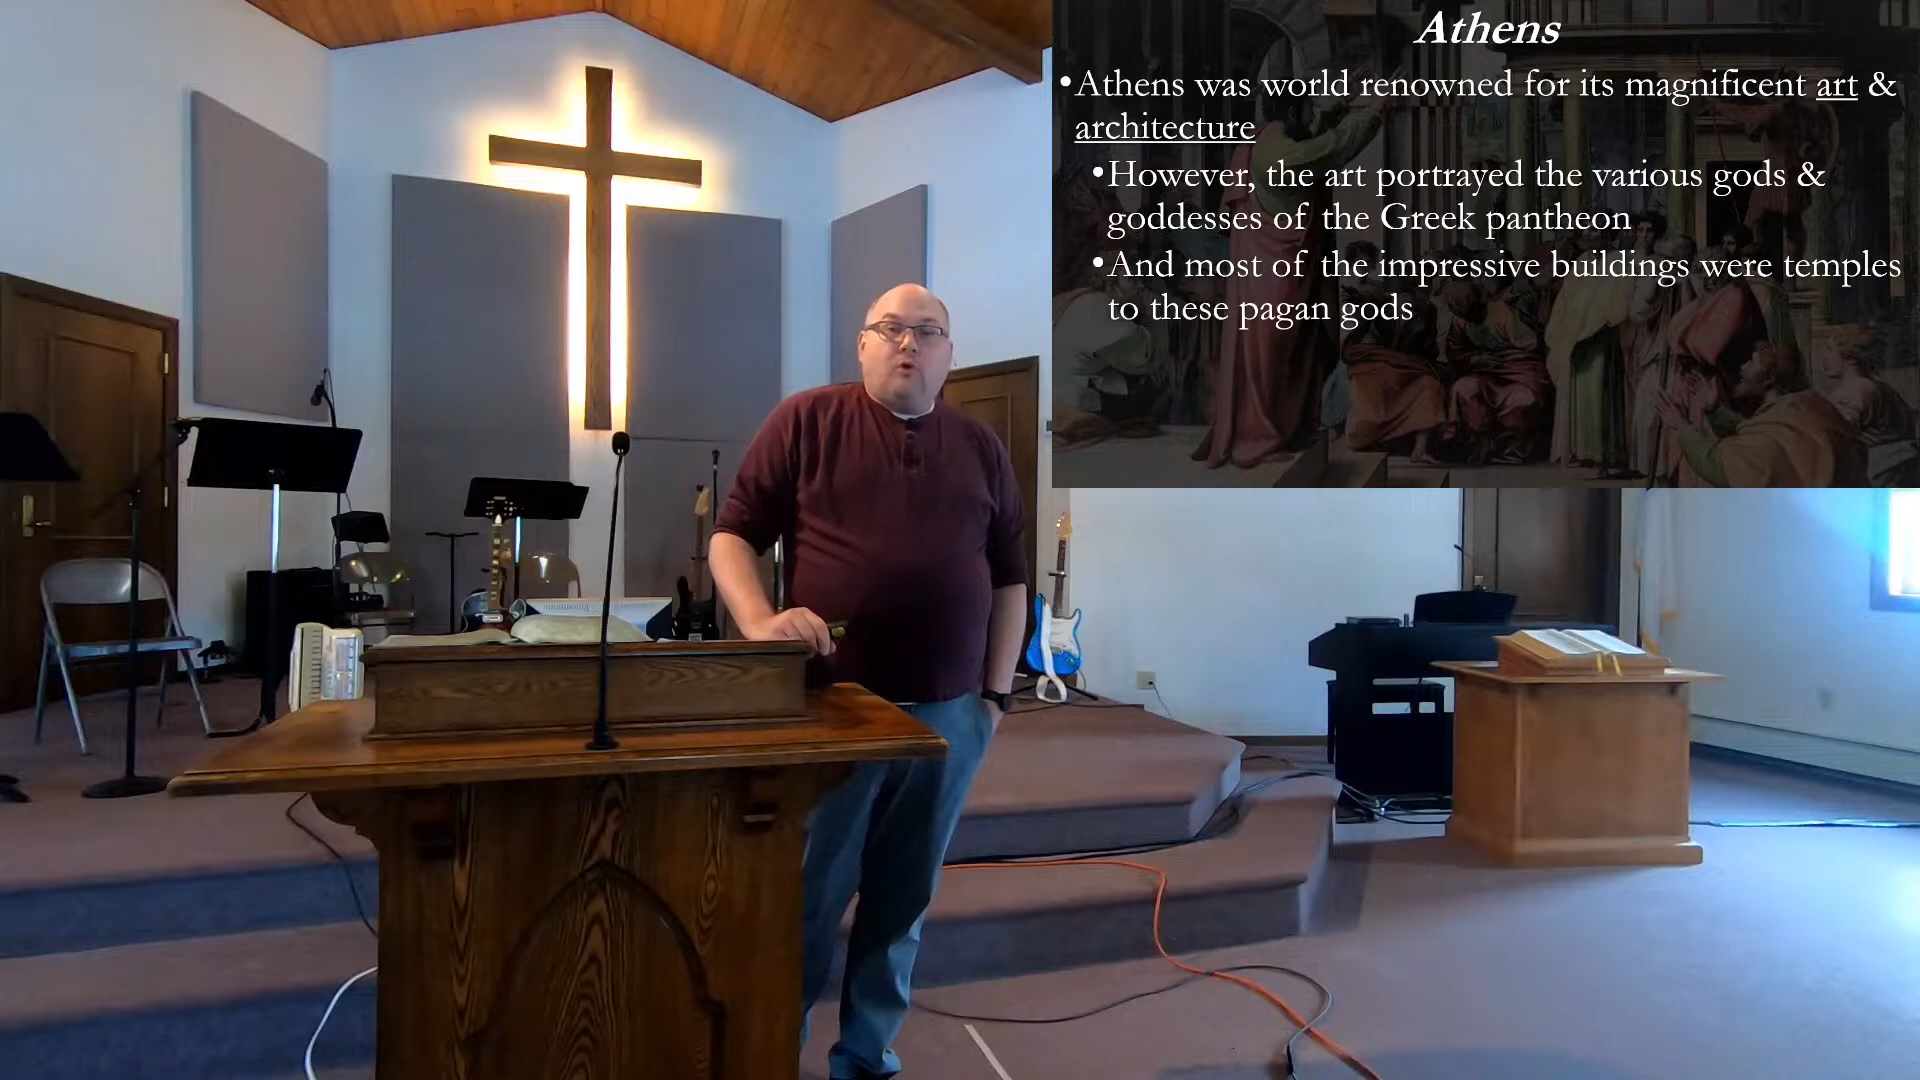 Athens
•Athens was world renowned for its magnificent art &
architecture
•However, the art portrayed the various gods &
goddesses of the Greek pantheon
•And most of the impressive buildings were temples
to these pagan gods